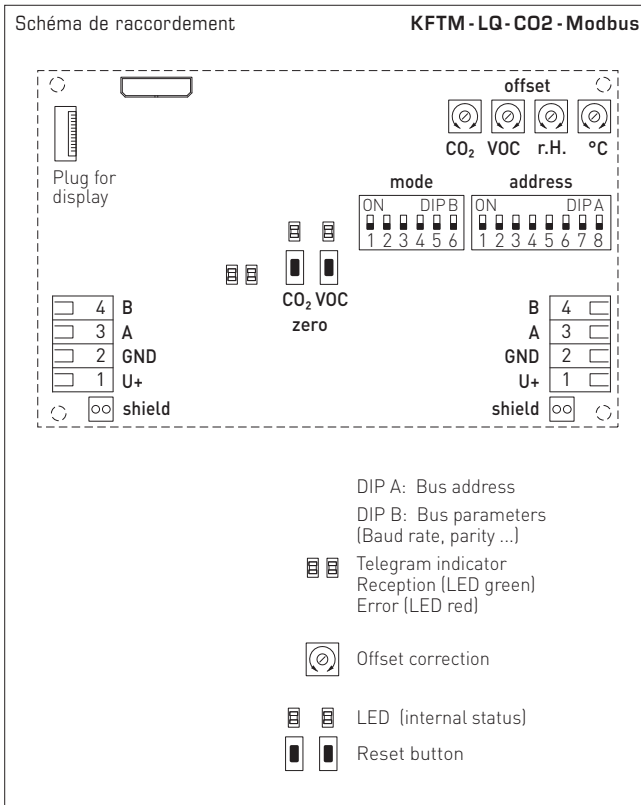 Schéma de raccordement
KFTM - LQ - CO2 - Modbus
offset
CO₂ VOC r.H. °C
Plug for
display
mode
address
ON DIP B
1 2 3 4 5 6
ON DIP A
1 2 3 4 5 6 7 8
CO₂ VOC
zero
4 B
3 A
2 GND
1 U+
shield
B 4
A 3
GND 2
U+ 1
shield
DIP A: Bus address
DIP B: Bus parameters
(Baud rate, parity ...)
Telegram indicator
Reception (LED green)
Error (LED red)
Offset correction
LED (internal status)
Reset button